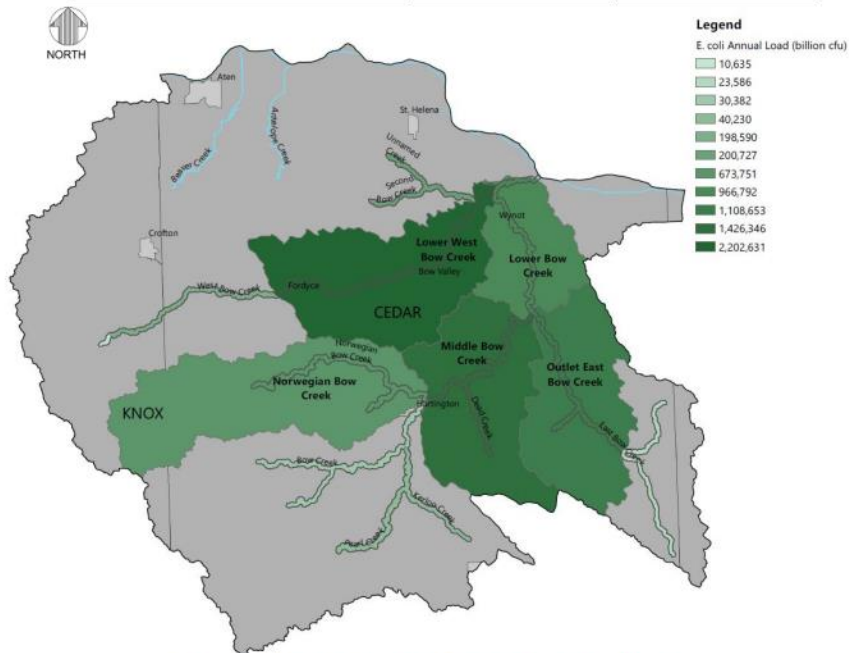 NORTH
Legend
E. coli Annual Load (billion cfu)
10,635
23,586
30,382
40,230
198,590
200,727
673,751
966,792
1,108,653
1,426,346
2,202,631
Aten
Beaver Creek
Antelope Creek
St. Helena
Unnamed
Creek
Second
Bow Creek
Crofton
Wynot
Lower West
Bow Creek
Bow Valley
Lower Bow
Creek
Fordyce
West Bow Creek
CEDAR
Norwegian
Bow Creek
Middle Bow
Creek
Outlet East
Bow Creek
Norwegian Bow
Creek
KNOX
Hartington
Dead Creek
East Bow Creek
Bow Creek
Kerloo Creek
Pearl Creek